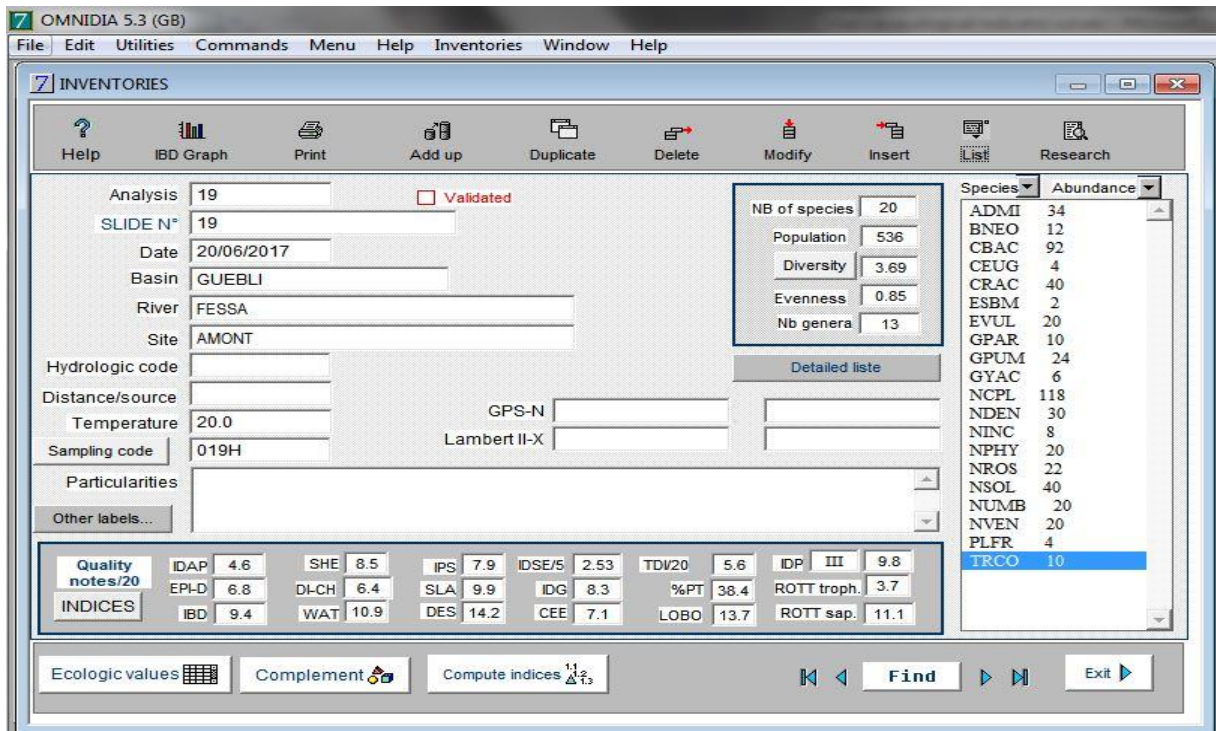 OMNIDIA 5.3 (GB)
File Edit Utilities Commands Menu Help Inventories Window Help
INVENTORIES
Help IBD Graph Print Add up Duplicate Delete Modify Insert List Research
Analysis 19
Validated
SLIDE N° 19
Date 20/06/2017
Basin GUEBLI
River FESSA
Site AMONT
Hydrologic code
Distance/source
Temperature 20.0
Sampling code 019H
GPS-N
Lambert II-X
Particularities
Other labels...
NB of species 20
Population 536
Diversity 3.69
Evenness 0.85
Nb genera 13
Detailed liste
Species Abundance
ADMI 34
BNEO 12
CBAC 92
CEUG 4
CRAC 40
ESBM 2
EVUL 20
GPAR 10
GPUM 24
GYAC 6
NCPL 118
NDEN 30
NINC 8
NPHY 20
NROS 22
NSOL 40
NUMB 20
NVEN 20
PLFR 4
TRCO 10
Quality notes/20
INDICES
IDAP 4.6 SHE 8.5 IPS 7.9 IDSE/5 2.53 TDI/20 5.6 IDP III 9.8
EPI-D 6.8 DI-CH 6.4 SLA 9.9 IDG 8.3 %PT 38.4 ROTT troph. 3.7
IBD 9.4 WAT 10.9 DES 14.2 CEE 7.1 LOBO 13.7 ROTT sap. 11.1
Ecologic values Complement Compute indices Find Exit